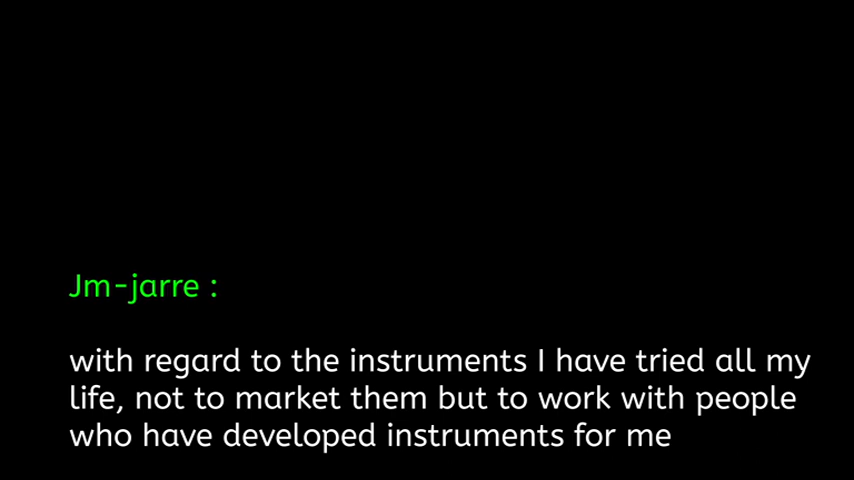 Jm-jarre :
with regard to the instruments I have tried all my
life, not to market them but to work with people
who have developed instruments for me